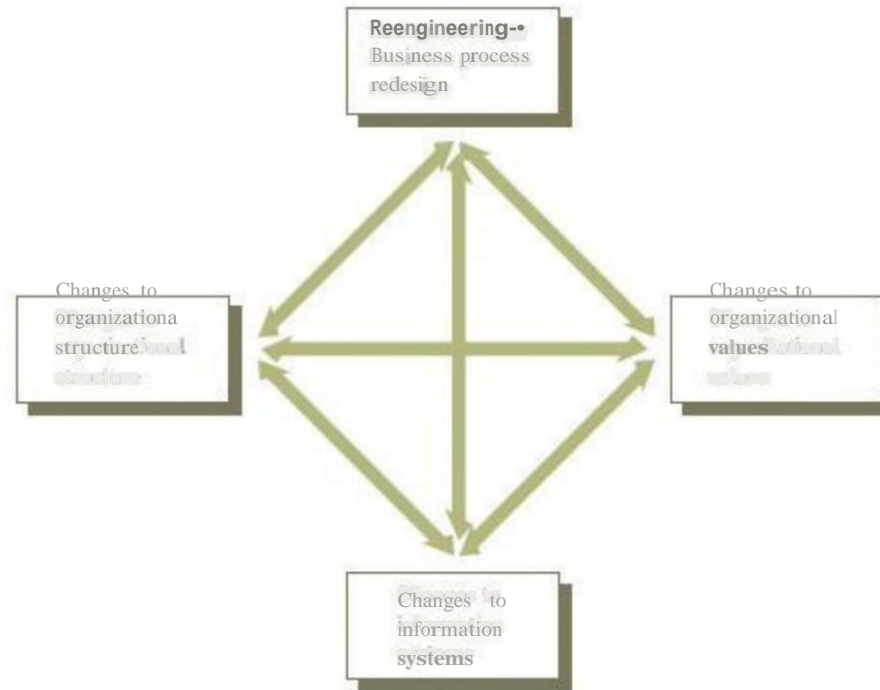 Reengineering-•
Business process
redesign
Changes to
organizationa
structure
Changes to
organizational
values
Changes to
information
systems